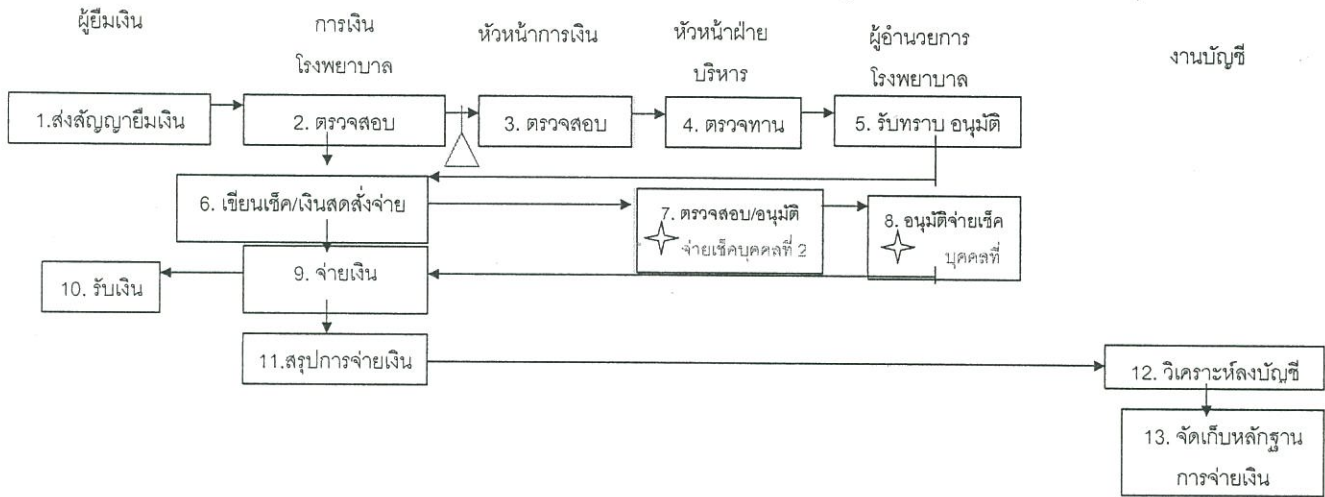 ผู้ยืมเงิน
การเงิน
โรงพยาบาล
หัวหน้าการเงิน
หัวหน้าฝ่าย
บริหาร
ผู้อำนวยการ
โรงพยาบาล
งานบัญชี
1.ส่งสัญญายืมเงิน
2. ตรวจสอบ
3. ตรวจสอบ
4. ตรวจทาน
5. รับทราบ อนุมัติ
6. เขียนเช็ค/เงินสดสั่งจ่าย
7. ตรวจสอบ/อนุมัติ
จ่ายเช็คบุคคลที่ 2
8. อนุมัติจ่ายเช็ค
บุคคลที่
9. จ่ายเงิน
10. รับเงิน
11.สรุปการจ่ายเงิน
12. วิเคราะห์ลงบัญชี
13. จัดเก็บหลักฐาน
การจ่ายเงิน